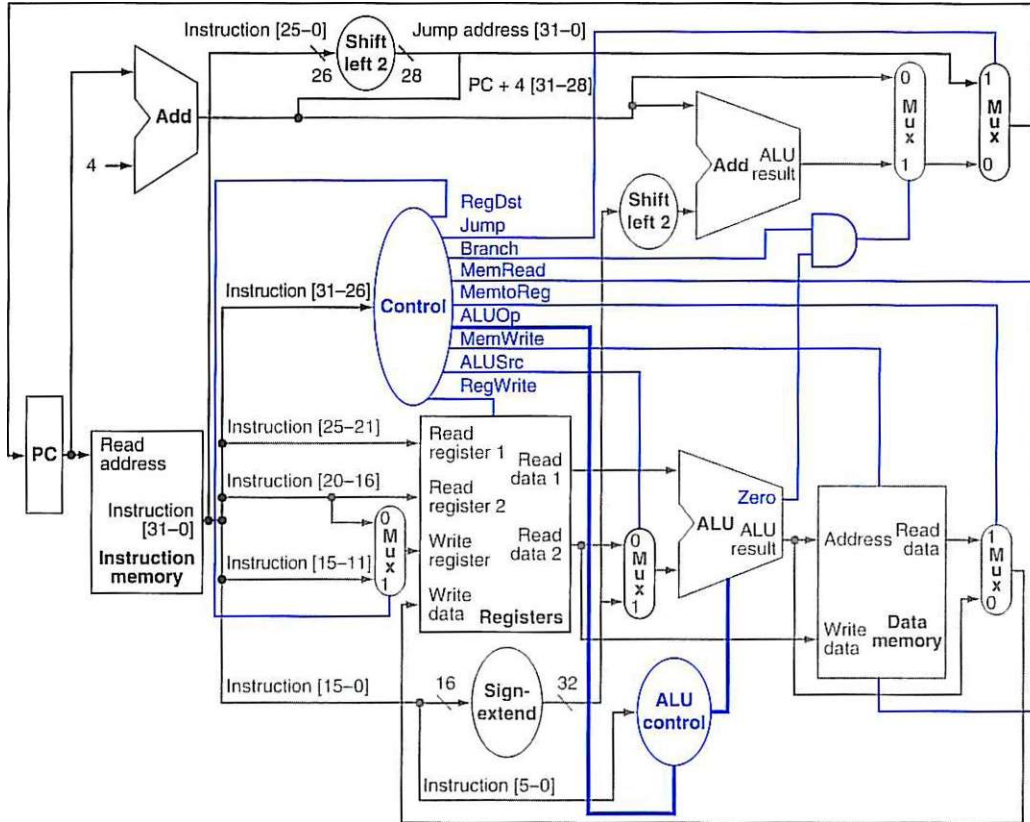 Instruction [25–0]
Shift
left 2
Jump address [31–0]
26
28
PC + 4 [31–28]
Add
4
0
M
u
x
1
1
M
u
x
0
Add
ALU
result
Shift
left 2
RegDst
Jump
Branch
MemRead
MemtoReg
ALUOp
MemWrite
ALUSrc
RegWrite
Instruction [31–26]
Control
PC
Read
address
Instruction
[31–0]
Instruction
memory
Instruction [25–21]
Instruction [20–16]
Instruction [15–11]
0
M
u
x
1
Read
register 1
Read
register 2
Write
register
Write
data
Read
data 1
Read
data 2
Registers
0
M
u
x
1
Zero
ALU
ALU
result
Address
Read
data
Write
data
Data
memory
1
M
u
x
0
Instruction [15–0]
16
Sign-
extend
32
ALU
control
Instruction [5–0]